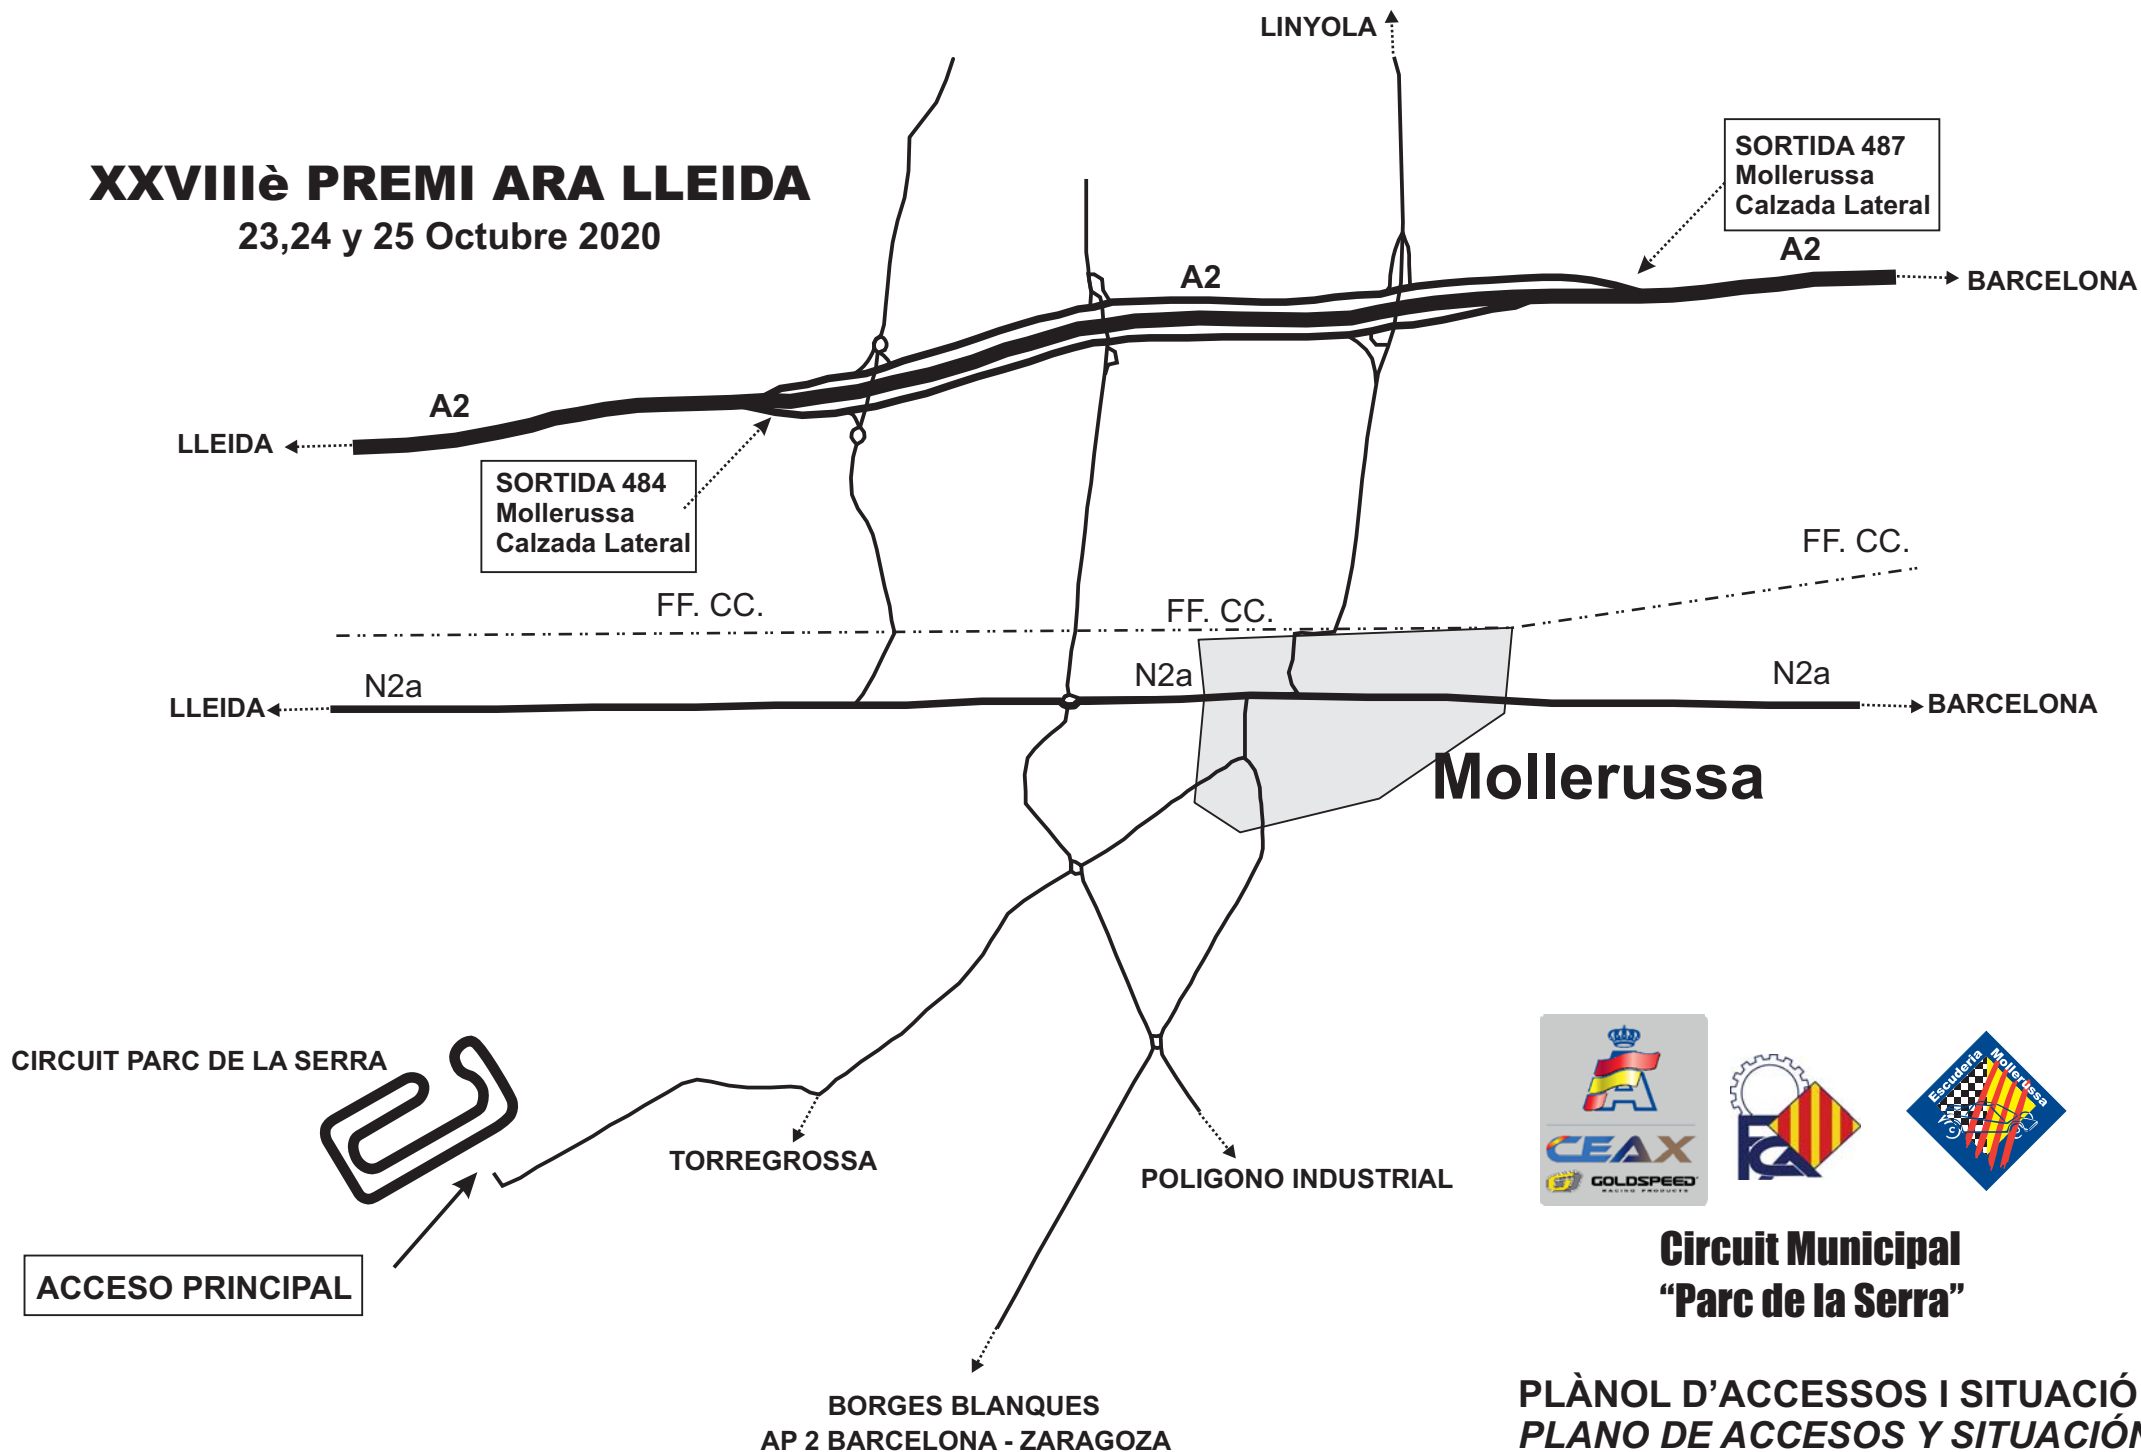 LINYOLA
XXVIIIè PREMI ARA LLEIDA
23,24 y 25 Octubre 2020
SORTIDA 487
Mollerussa
Calzada Lateral
A2
A2
BARCELONA
A2
LLEIDA
SORTIDA 484
Mollerussa
Calzada Lateral
FF. CC.
FF. CC.
FF. CC.
N2a
N2a
N2a
LLEIDA
BARCELONA
Mollerussa
CIRCUIT PARC DE LA SERRA
TORREGROSSA
POLIGONO INDUSTRIAL
ACCESO PRINCIPAL
BORGES BLANQUES
AP 2 BARCELONA - ZARAGOZA
CEAX
GOLDSPEED
RACING PRODUCTS
Escuderia Mollerussa
Circuit Municipal
“Parc de la Serra”
PLÀNOL D’ACCESSOS I SITUACIÓ
PLANO DE ACCESOS Y SITUACIÓN